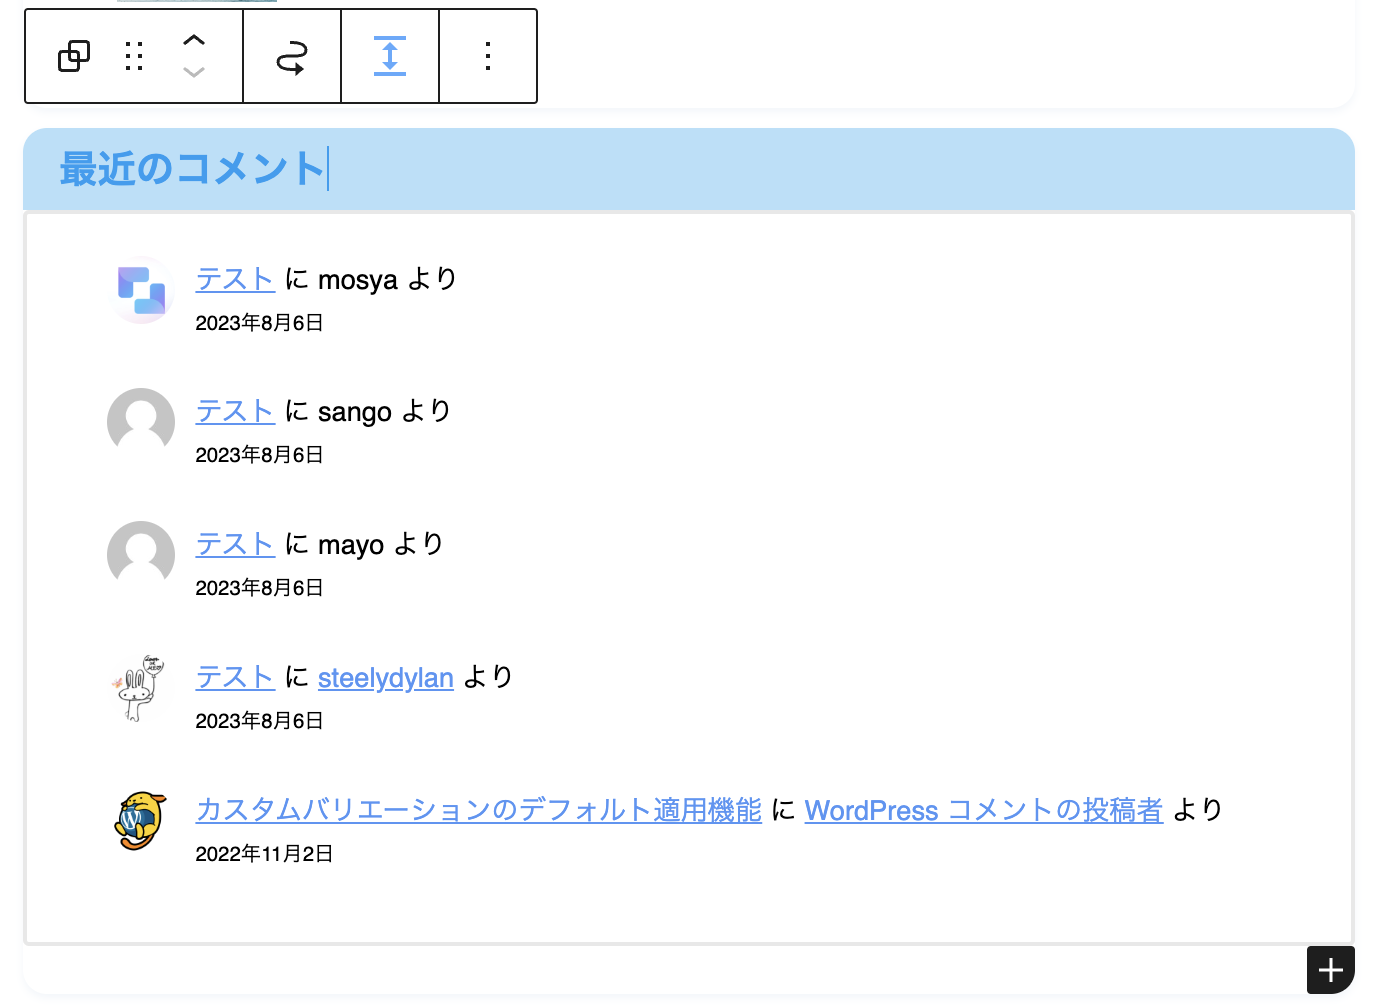 最近のコメント
テスト に mosya より
2023年8月6日
テスト に sango より
2023年8月6日
テスト に mayo より
2023年8月6日
テスト に steelydylan より
2023年8月6日
カスタムバリエーションのデフォルト適用機能 に WordPress コメントの投稿者 より
2022年11月2日